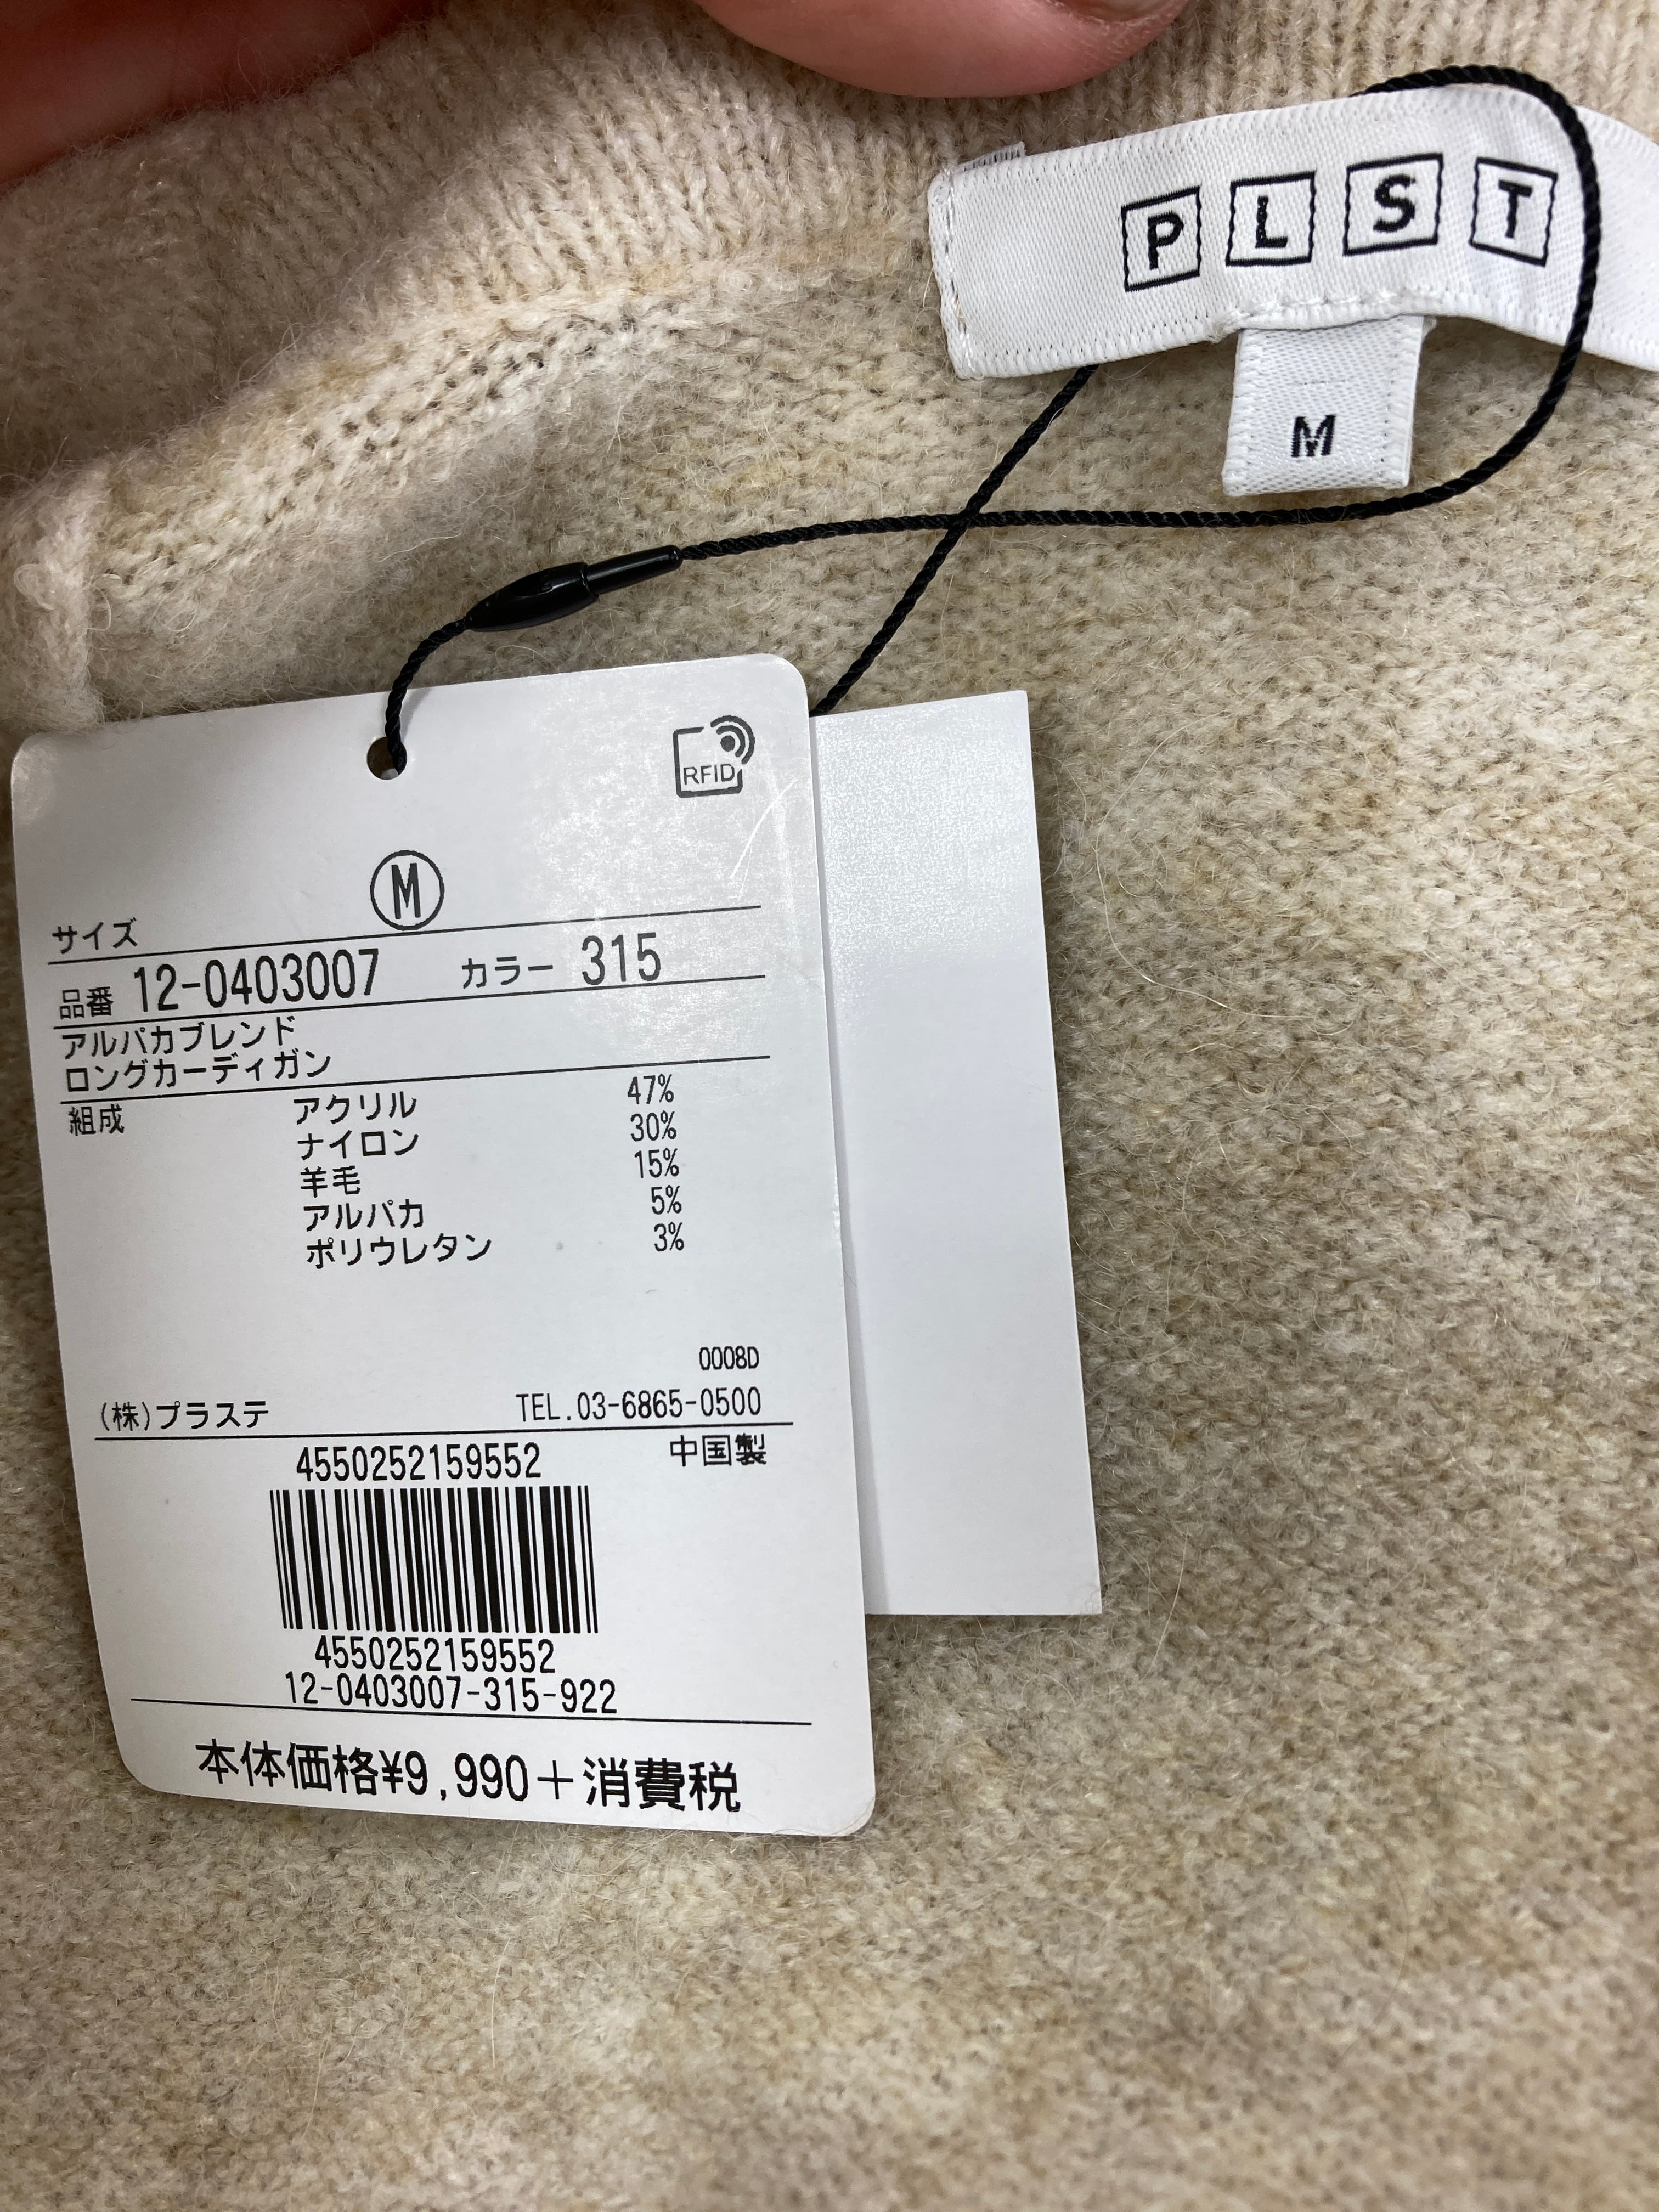 PLST
M
RFID
サイズ M
品番 12-0403007 カラー 315
アルパカブレンド
ロングカーディガン
組成 アクリル 47%
ナイロン 30%
羊毛 15%
アルパカ 5%
ポリウレタン 3%
0008D
(株)プラステ TEL.03-6865-0500
4550252159552 中国製
4550252159552
12-0403007-315-922
本体価格¥9,990+消費税